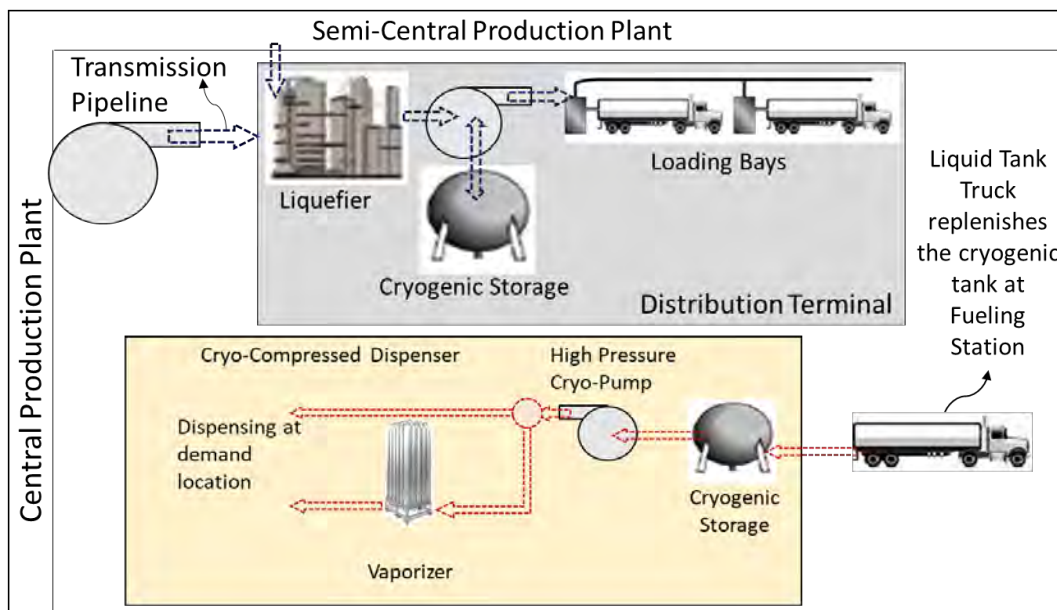 Semi-Central Production Plant
Central Production Plant
Transmission
Pipeline
Liquefier
Cryogenic Storage
Loading Bays
Distribution Terminal
Liquid Tank
Truck
replenishes
the cryogenic
tank at
Fueling
Station
Cryo-Compressed Dispenser
High Pressure
Cryo-Pump
Dispensing at
demand
location
Cryogenic
Storage
Vaporizer